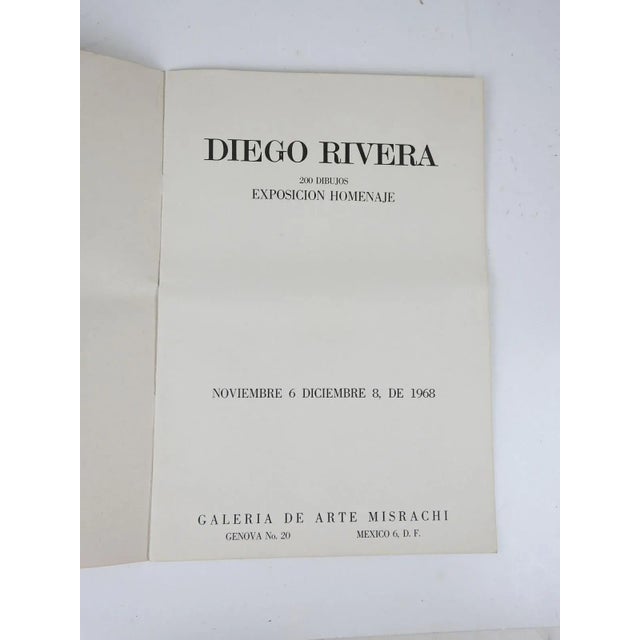 DIEGO RIVERA
200 DIBUJOS
EXPOSICION HOMENAJE
NOVIEMBRE 6 DICIEMBRE 8, DE 1968
GALERIA DE ARTE MISRACHI
GENOVA No. 20 MEXICO 6, D. F.